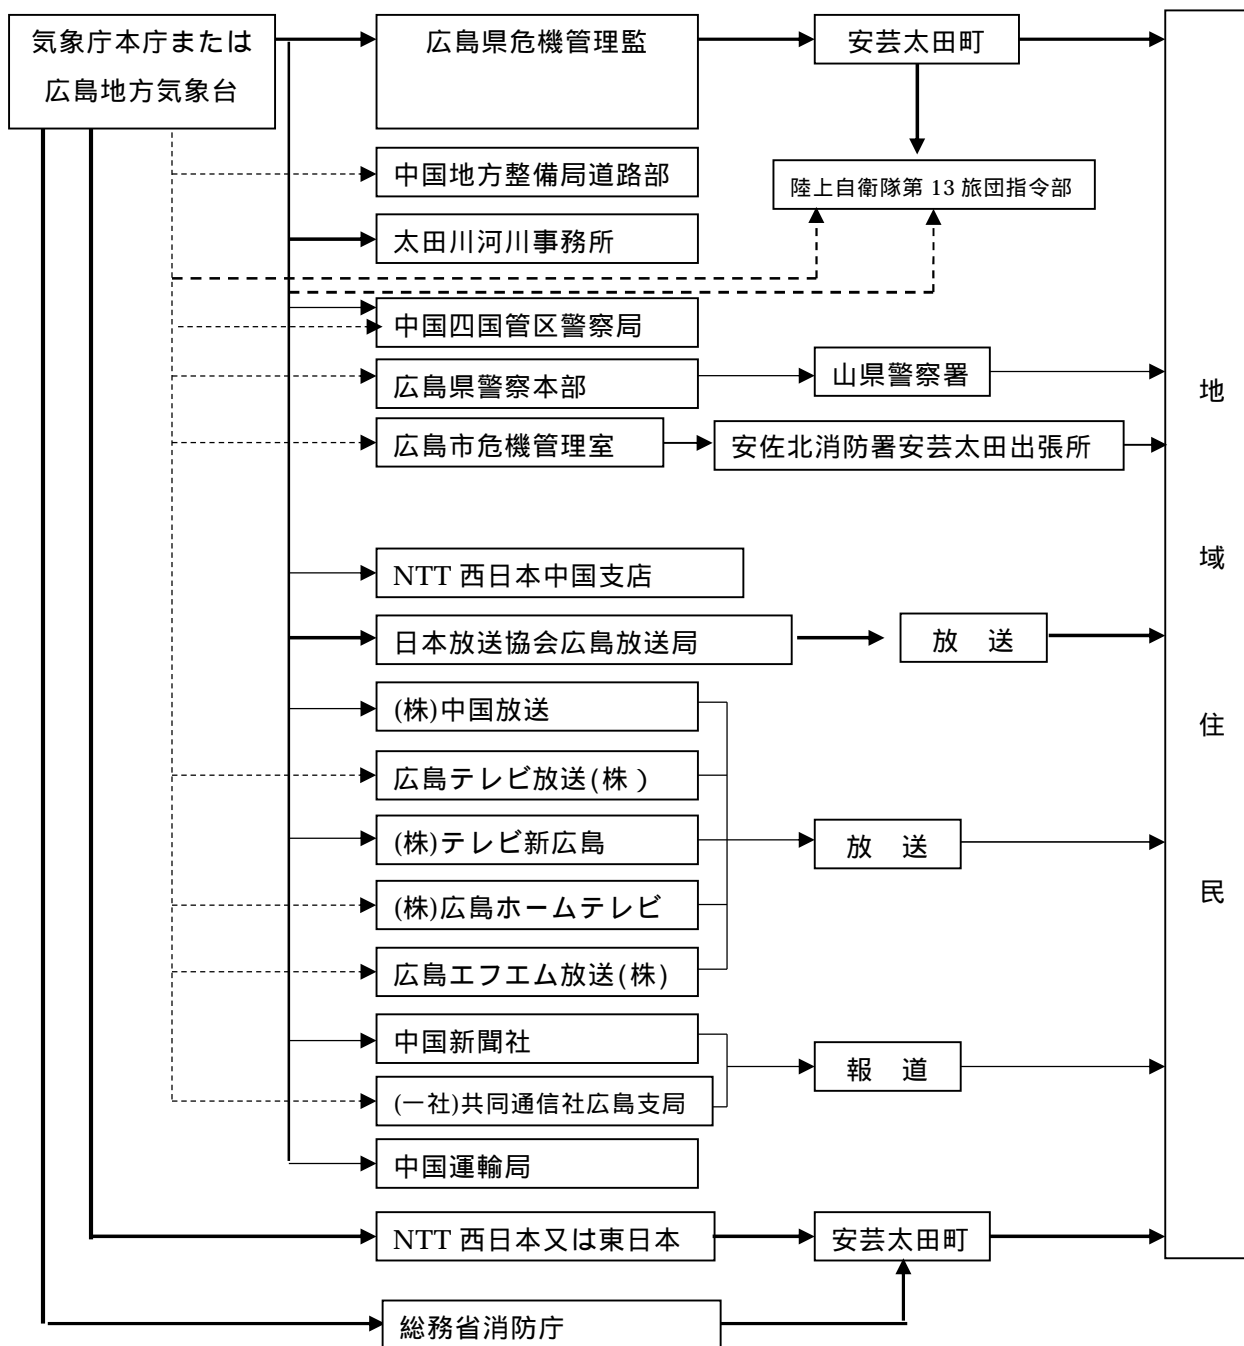 気象庁本庁または
広島地方気象台
広島県危機管理監
安芸太田町
中国地方整備局道路部
陸上自衛隊第 13 旅団指令部
太田川河川事務所
中国四国管区警察局
広島県警察本部
山県警察署
広島市危機管理室
安佐北消防署安芸太田出張所
NTT 西日本中国支店
日本放送協会広島放送局
放　送
(株)中国放送
広島テレビ放送(株 )
(株)テレビ新広島
放　送
(株)広島ホームテレビ
広島エフエム放送(株)
中国新聞社
報　道
(一社)共同通信社広島支局
中国運輸局
NTT 西日本又は東日本
安芸太田町
総務省消防庁
地
域
住
民